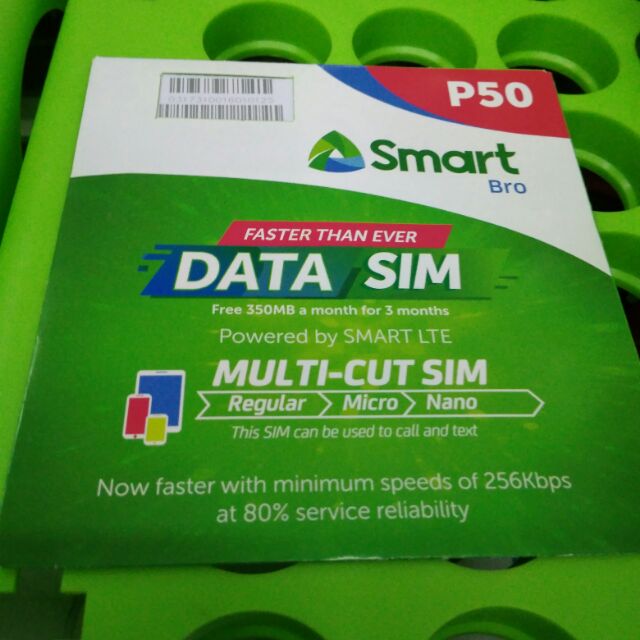 P50
Smart
Bro
FASTER THAN EVER
DATA SIM
Free 350MB a month for 3 months
Powered by SMART LTE
MULTI-CUT SIM
Regular Micro Nano
This SIM can be used to call and text
Now faster with minimum speeds of 256Kbps
at 80% service reliability